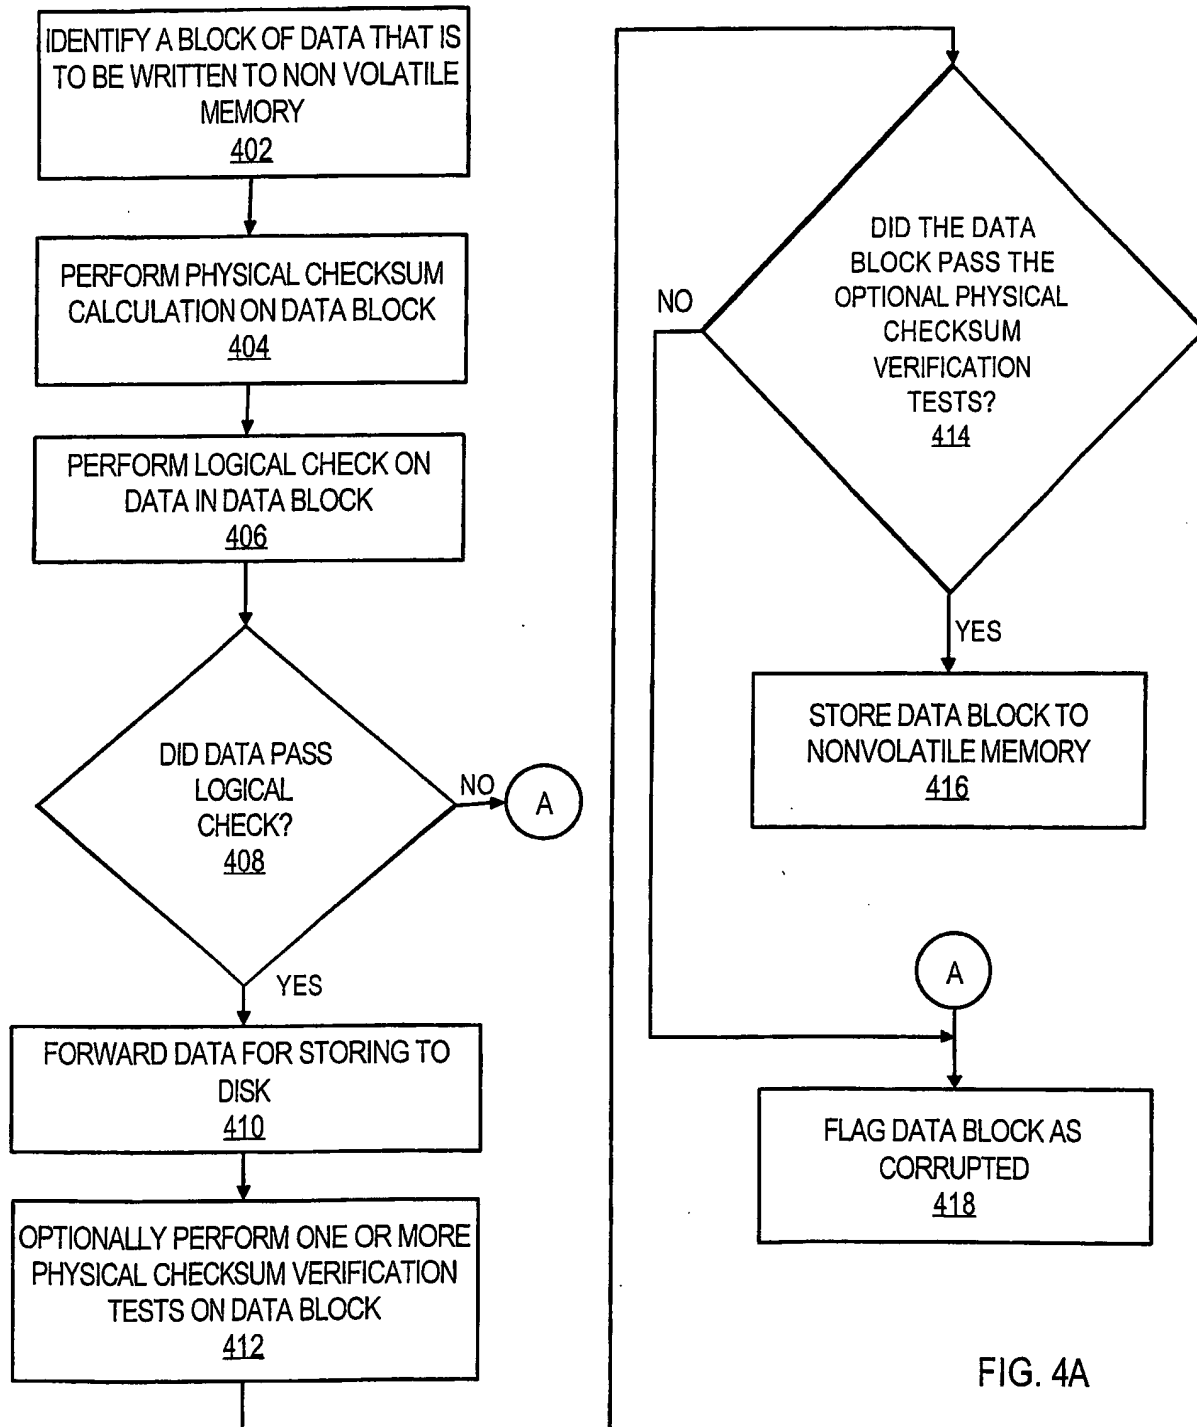 IDENTIFY A BLOCK OF DATA THAT IS
TO BE WRITTEN TO NON VOLATILE
MEMORY
402
PERFORM PHYSICAL CHECKSUM
CALCULATION ON DATA BLOCK
404
PERFORM LOGICAL CHECK ON
DATA IN DATA BLOCK
406
DID DATA PASS
LOGICAL
CHECK?
408
NO
A
YES
FORWARD DATA FOR STORING TO
DISK
410
OPTIONALLY PERFORM ONE OR MORE
PHYSICAL CHECKSUM VERIFICATION
TESTS ON DATA BLOCK
412
DID THE DATA
BLOCK PASS THE
OPTIONAL PHYSICAL
CHECKSUM
VERIFICATION
TESTS?
414
NO
YES
STORE DATA BLOCK TO
NONVOLATILE MEMORY
416
A
FLAG DATA BLOCK AS
CORRUPTED
418
FIG. 4A